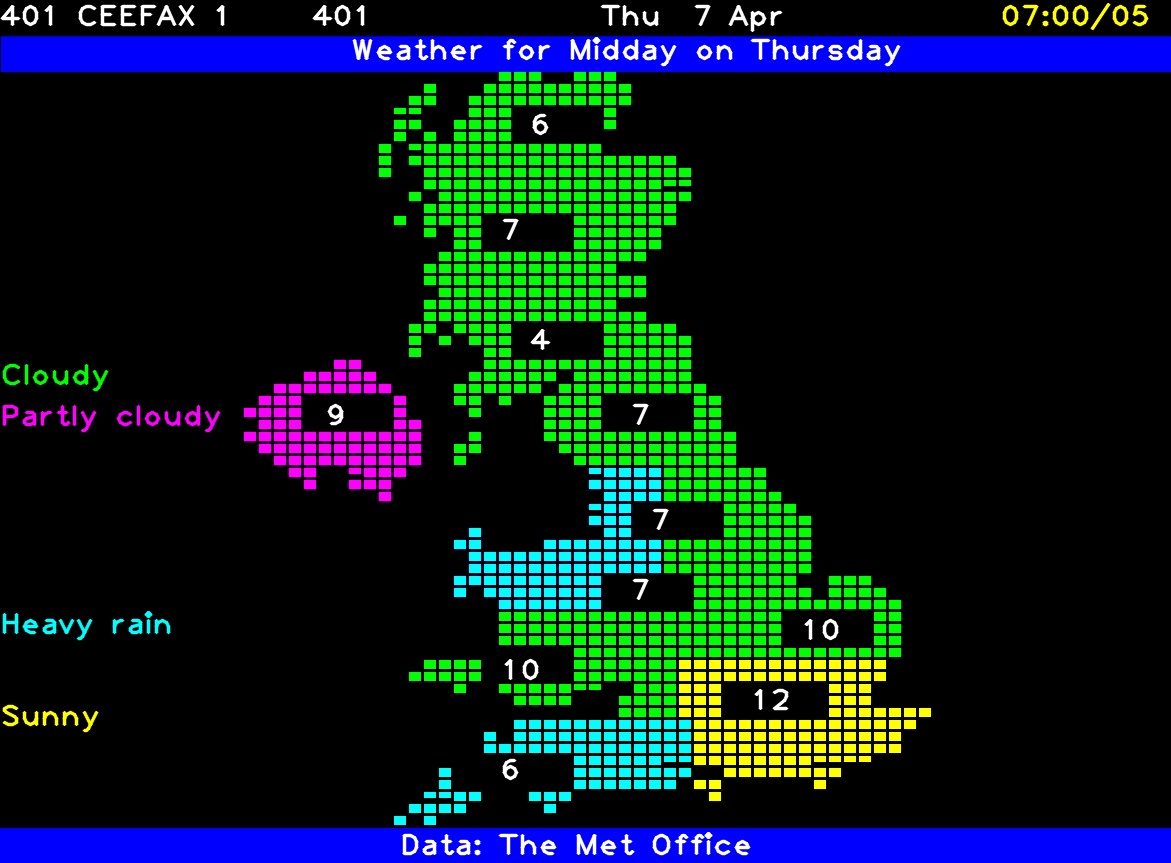 401 CEEFAX 1 401 Thu 7 Apr 07:00/05
Weather for Midday on Thursday
6
7
4
Cloudy
Partly cloudy 9 7
7
7
Heavy rain 10
10
12
Sunny
6
Data: The Met Office